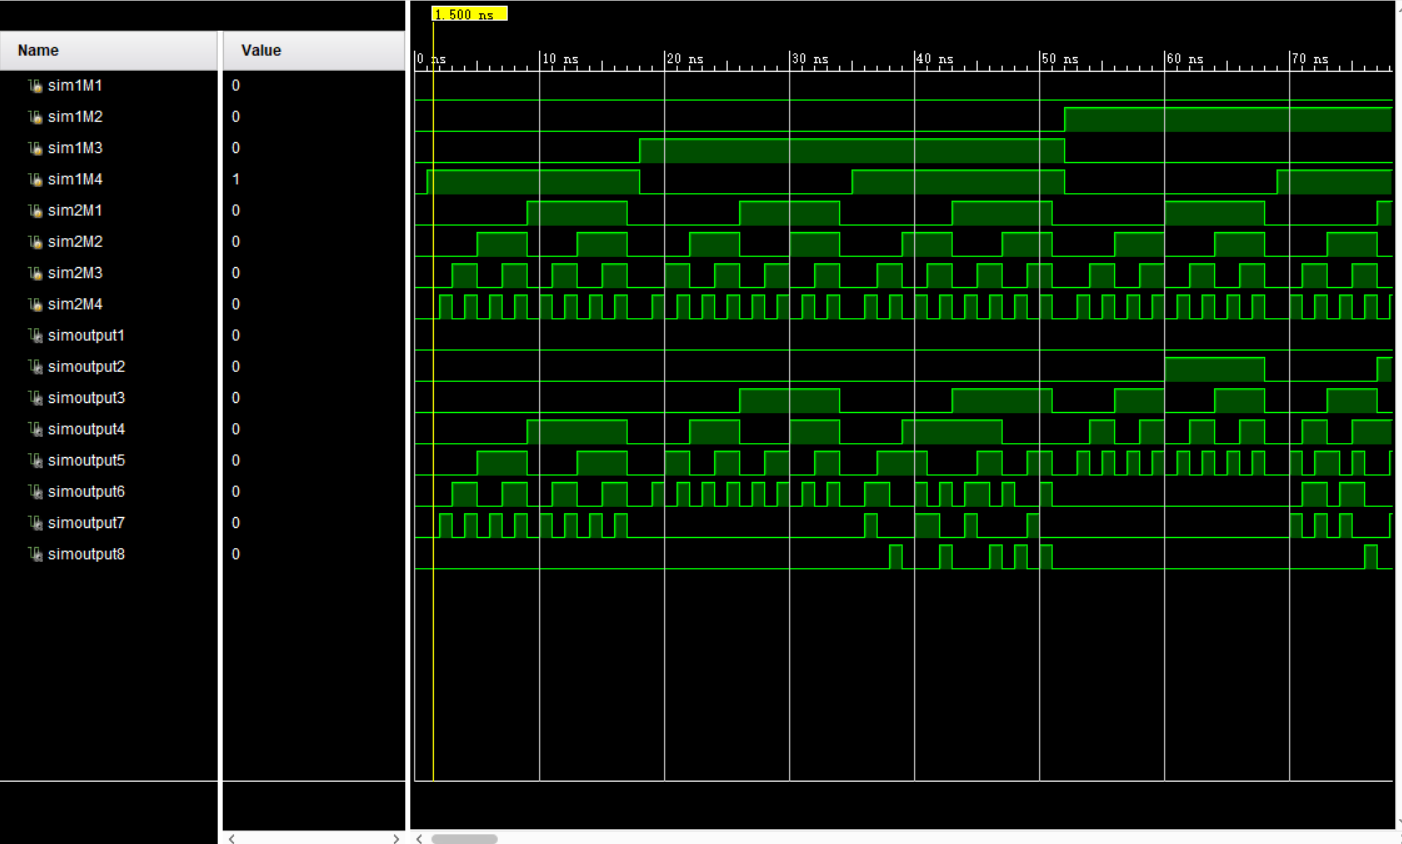 1.500 ns
Name Value
0 ns 10 ns 20 ns 30 ns 40 ns 50 ns 60 ns 70 ns
sim1M1 0
sim1M2 0
sim1M3 0
sim1M4 1
sim2M1 0
sim2M2 0
sim2M3 0
sim2M4 0
simoutput1 0
simoutput2 0
simoutput3 0
simoutput4 0
simoutput5 0
simoutput6 0
simoutput7 0
simoutput8 0